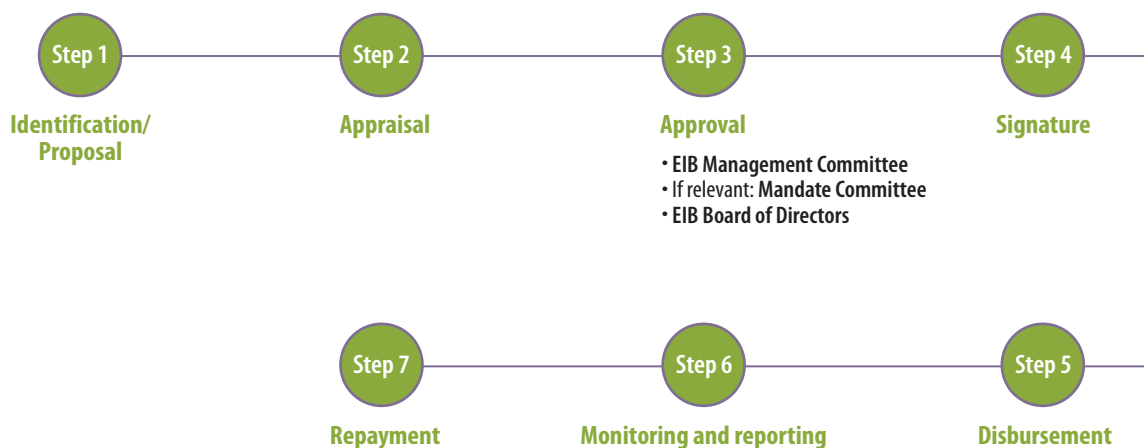 Step 1
Step 2
Step 3
Step 4
Identification/
Proposal
Appraisal
Approval
Signature
• EIB Management Committee
• If relevant: Mandate Committee
• EIB Board of Directors
Step 7
Step 6
Step 5
Repayment
Monitoring and reporting
Disbursement